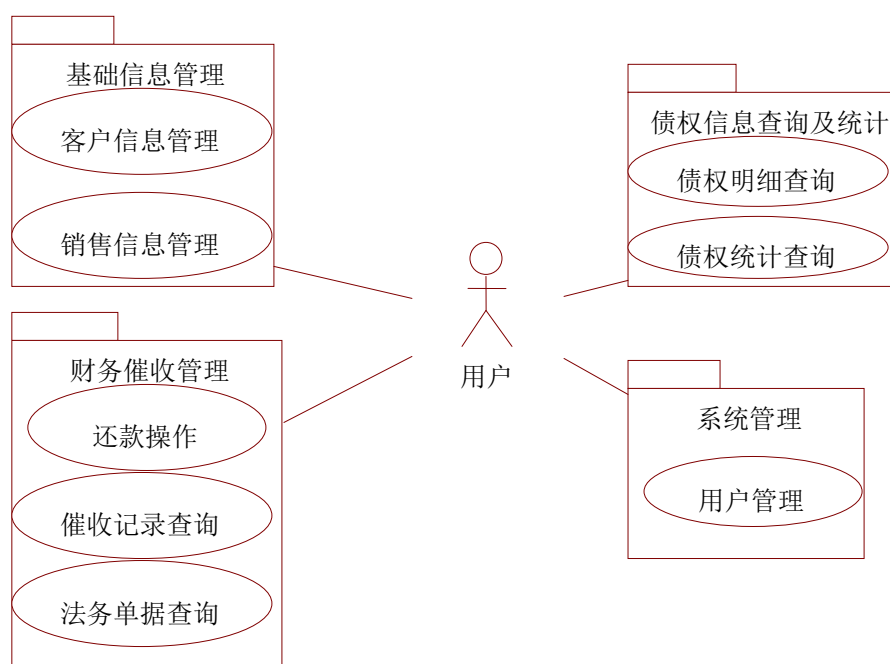 基础信息管理
客户信息管理
销售信息管理
债权信息查询及统计
债权明细查询
债权统计查询
用户
财务催收管理
还款操作
催收记录查询
法务单据查询
系统管理
用户管理